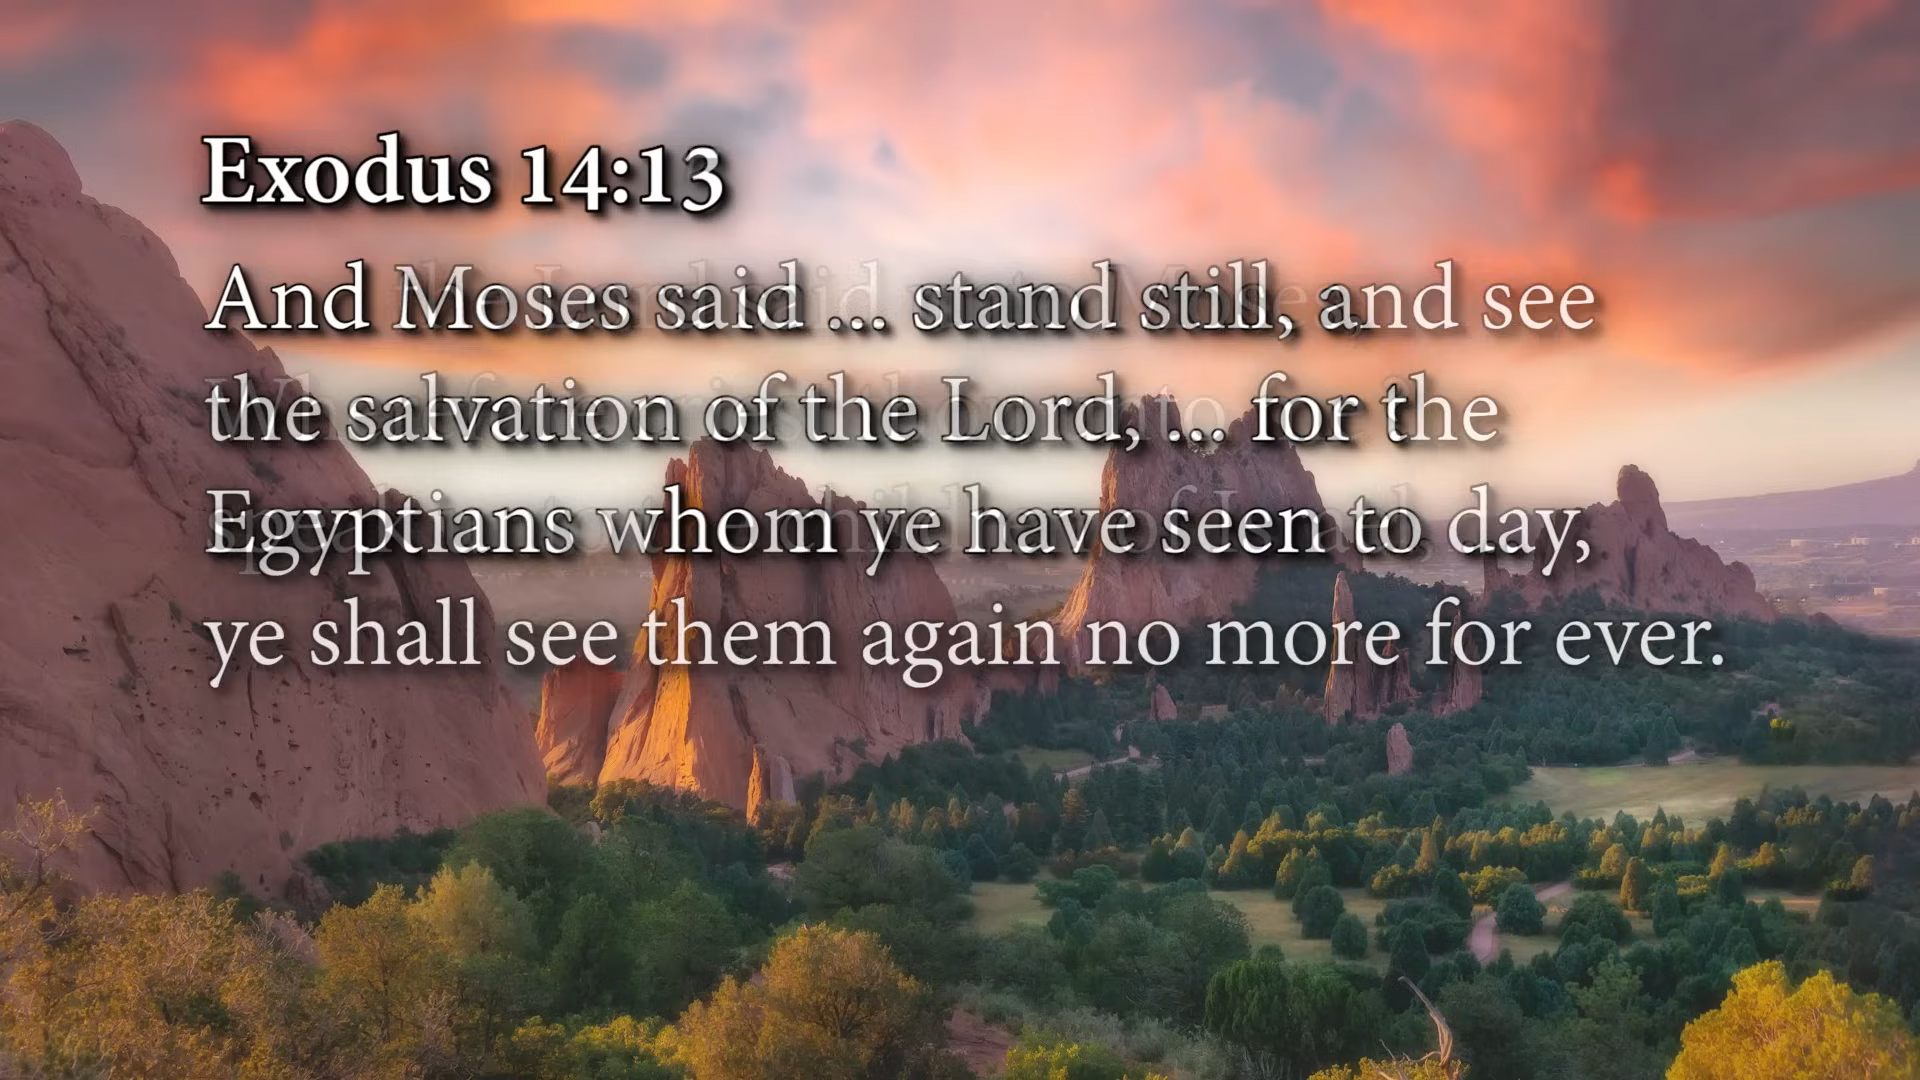 Exodus 14:13
And Moses said ... stand still, and see
the salvation of the Lord, ... for the
Egyptians whom ye have seen to day,
ye shall see them again no more for ever.